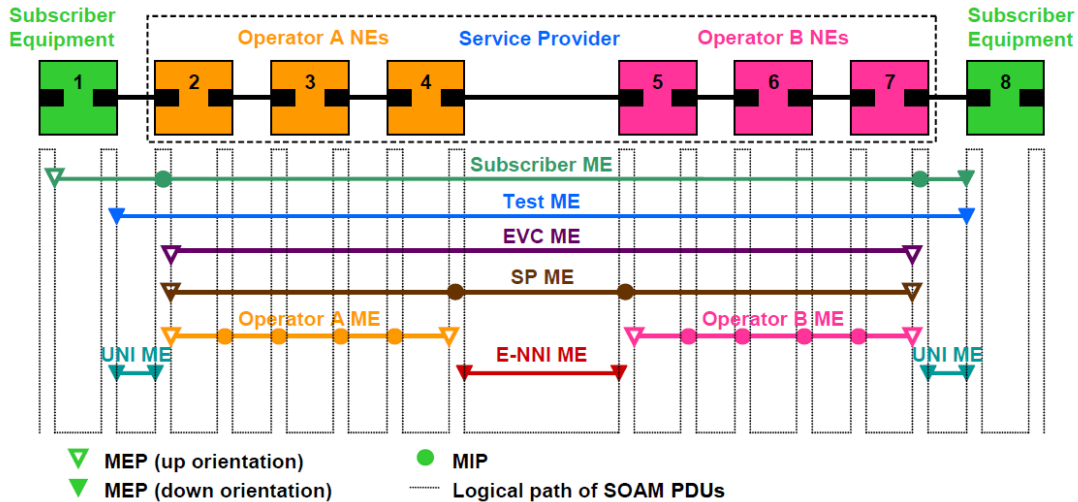 Subscriber
Equipment
Operator A NEs
Service Provider
Operator B NEs
Subscriber
Equipment
1
2
3
4
5
6
7
8
Subscriber ME
Test ME
EVC ME
SP ME
Operator A ME
Operator B ME
UNI ME
E-NNI ME
UNI ME
MEP (up orientation)
MIP
MEP (down orientation)
Logical path of SOAM PDUs